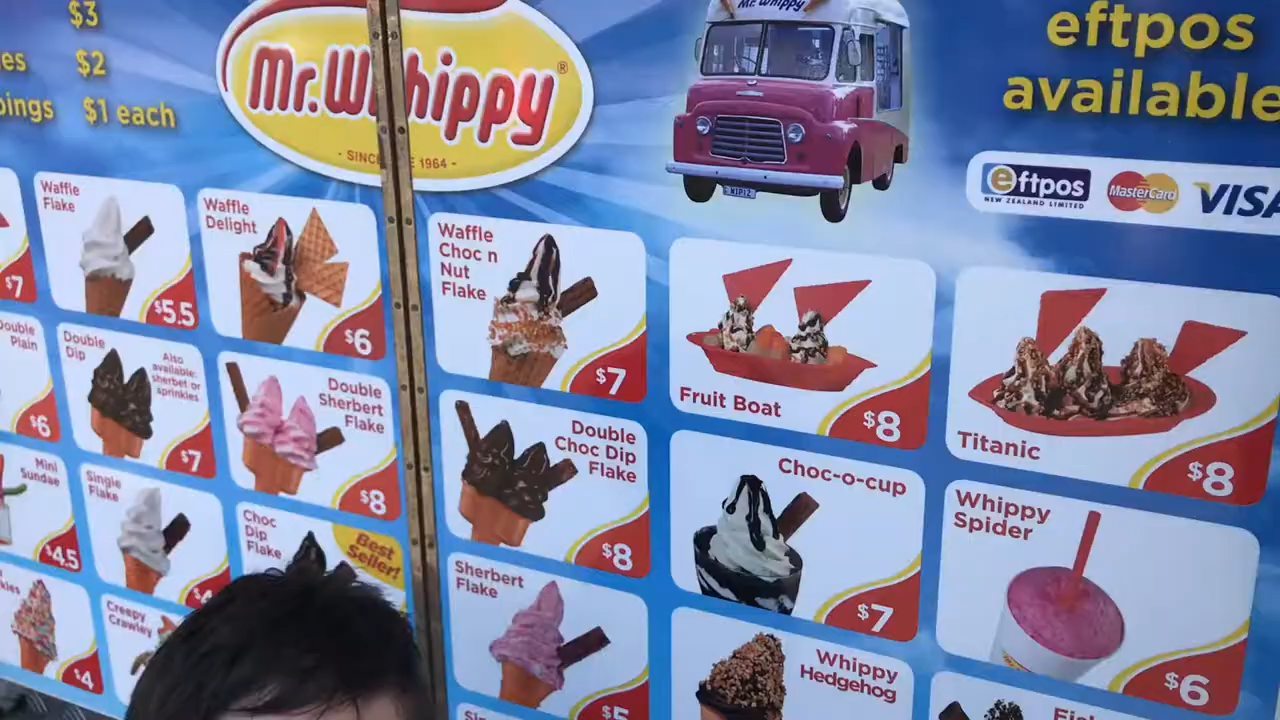 $3
$2
$1 each
Mr. Whippy®
- SINCE 1964 -
Mr. Whippy
WIPIZ
eftpos
available
eftpos
NEW ZEALAND LIMITED
MasterCard
VISA
$7
Waffle
Flake
$5.5
Waffle
Delight
$6
Waffle
Choc n
Nut
Flake
$7
Fruit Boat
$8
Titanic
$8
Double
Plain
$6
Double
Dip
Also
available:
sherbet or
sprinkles
$7
Double
Sherbert
Flake
$8
Double
Choc Dip
Flake
$8
Choc-o-cup
$7
Whippy
Spider
$6
Mini
Sundae
$4.5
Single
Flake
Choc
Dip
Flake
Best
Seller!
Sherbert
Flake
$5
Whippy
Hedgehog
$4
Creepy
Crawley